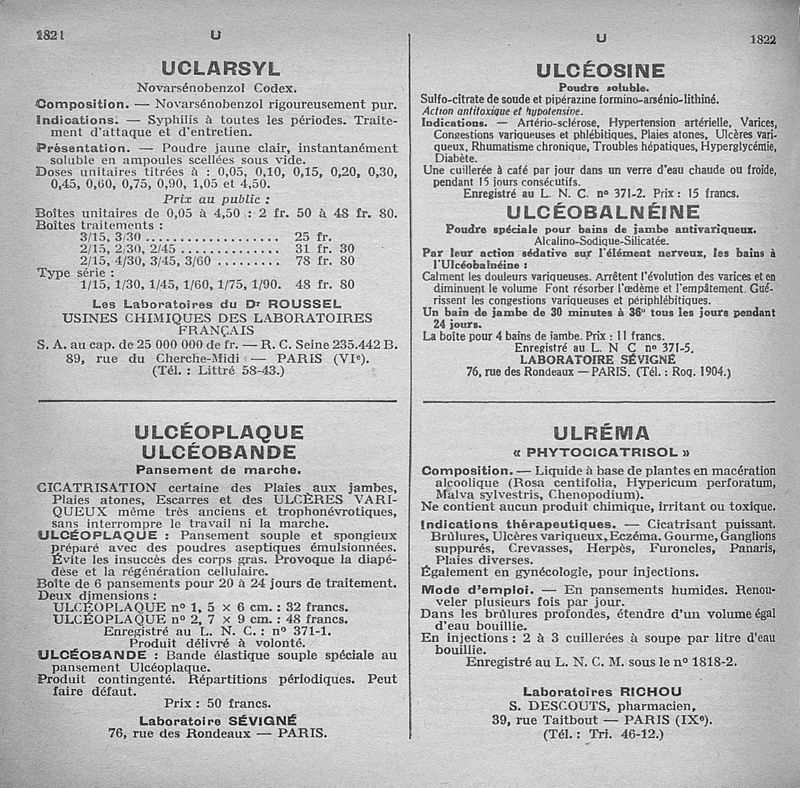 1821 U
UCLARSYL
Novarsénobenzol Codex.
Composition. — Novarsénobenzol rigoureusement pur.
Indications. — Syphilis à toutes les périodes. Traite-
ment d'attaque et d'entretien.
Présentation. — Poudre jaune clair, instantanément
soluble en ampoules scellées sous vide.
Doses unitaires titrées à : 0,05, 0,10, 0,15, 0,20, 0,30,
0,45, 0,60, 0,75, 0,90, 1,05 et 4,50.
Prix au public :
Boîtes unitaires de 0,05 à 4,50 : 2 fr. 50 à 48 fr. 80.
Boîtes traitements :
3/15, 3/30 .................. 25 fr.
2/15, 2/30, 2/45 .............. 31 fr. 30
2/15, 4/30, 3/45, 3/60 ......... 78 fr. 80
Type série :
1/15, 1/30, 1/45, 1/60, 1/75, 1/90. 48 fr. 80
Les Laboratoires du Dr ROUSSEL
USINES CHIMIQUES DES LABORATOIRES
FRANÇAIS
S. A. au cap. de 25 000 000 de fr. — R. C. Seine 235.442 B.
89, rue du Cherche-Midi — PARIS (VIe).
(Tél. : Littré 58-43.)
ULCÉOPLAQUE
ULCÉOBANDE
Pansement de marche.
CICATRISATION certaine des Plaies aux jambes,
Plaies atones, Escarres et des ULCÈRES VARI-
QUEUX même très anciens et trophonévrotiques,
sans interrompre le travail ni la marche.
ULCÉOPLAQUE : Pansement souple et spongieux
préparé avec des poudres aseptiques émulsionnées.
Évite les insuccès des corps gras. Provoque la diapé-
dèse et la régénération cellulaire.
Boîte de 6 pansements pour 20 à 24 jours de traitement.
Deux dimensions :
ULCÉOPLAQUE no 1, 5 × 6 cm. : 32 francs.
ULCÉOPLAQUE no 2, 7 × 9 cm. : 48 francs.
Enregistré au L. N. C. : no 371-1.
Produit délivré à volonté.
ULCÉOBANDE : Bande élastique souple spéciale au
pansement Ulcéoplaque.
Produit contingenté. Répartitions périodiques. Peut
faire défaut.
Prix : 50 francs.
Laboratoire SÉVIGNÉ
76, rue des Rondeaux — PARIS.
U 1822
ULCÉOSINE
Poudre soluble.
Sulfo-citrate de soude et pipérazine formino-arsénio-lithiné.
Action antitoxique et hypotensive.
Indications. — Artério-sclérose, Hypertension artérielle, Varices,
Congestions variqueuses et phlébitiques, Plaies atones, Ulcères vari-
queux, Rhumatisme chronique, Troubles hépatiques, Hyperglycémie,
Diabète.
Une cuillerée à café par jour dans un verre d'eau chaude ou froide,
pendant 15 jours consécutifs.
Enregistré au L. N. C. no 371-2. Prix : 15 francs.
ULCÉOBALNÉINE
Poudre spéciale pour bains de jambe antivariqueux.
Alcalino-Sodique-Silicatée.
Par leur action sédative sur l'élément nerveux, les bains à
l'Ulcéobalnéine :
Calment les douleurs variqueuses. Arrêtent l'évolution des varices et en
diminuent le volume Font résorber l'œdème et l'empâtement. Gué-
rissent les congestions variqueuses et périphlébitiques.
Un bain de jambe de 30 minutes à 36o tous les jours pendant
24 jours.
La boîte pour 4 bains de jambe. Prix : 11 francs.
Enregistré au L. N C no 371-5.
LABORATOIRE SÉVIGNÉ
76, rue des Rondeaux — PARIS. (Tél. : Roq. 1904.)
ULRÉMA
« PHYTOCICATRISOL »
Composition. — Liquide à base de plantes en macération
alcoolique (Rosa centifolia, Hypericum perforatum,
Malva sylvestris, Chenopodium).
Ne contient aucun produit chimique, irritant ou toxique.
Indications thérapeutiques. — Cicatrisant puissant.
Brûlures, Ulcères variqueux, Eczéma. Gourme, Ganglions
suppurés, Crevasses, Herpès, Furoncles, Panaris,
Plaies diverses.
Également en gynécologie, pour injections.
Mode d'emploi. — En pansements humides. Renou-
veler plusieurs fois par jour.
Dans les brûlures profondes, étendre d'un volume égal
d'eau bouillie.
En injections : 2 à 3 cuillerées à soupe par litre d'eau
bouillie.
Enregistré au L. N. C. M. sous le no 1818-2.
Laboratoires RICHOU
S. DESCOUTS, pharmacien,
39, rue Taitbout — PARIS (IXe).
(Tél. : Tri. 46-12.)